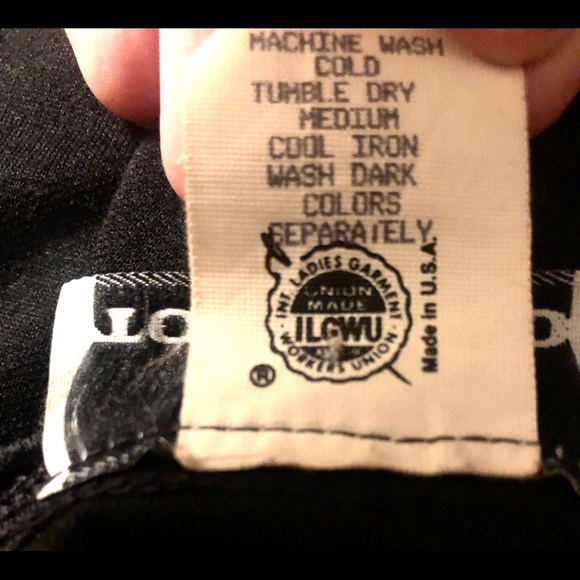 MACHINE WASH
COLD
TUMBLE DRY
MEDIUM
COOL IRON
WASH DARK
COLORS
SEPARATELY
INT. LADIES GARMENT
UNION
MADE
ILGWU
WORKERS UNION
®
Made in U.S.A.
LO